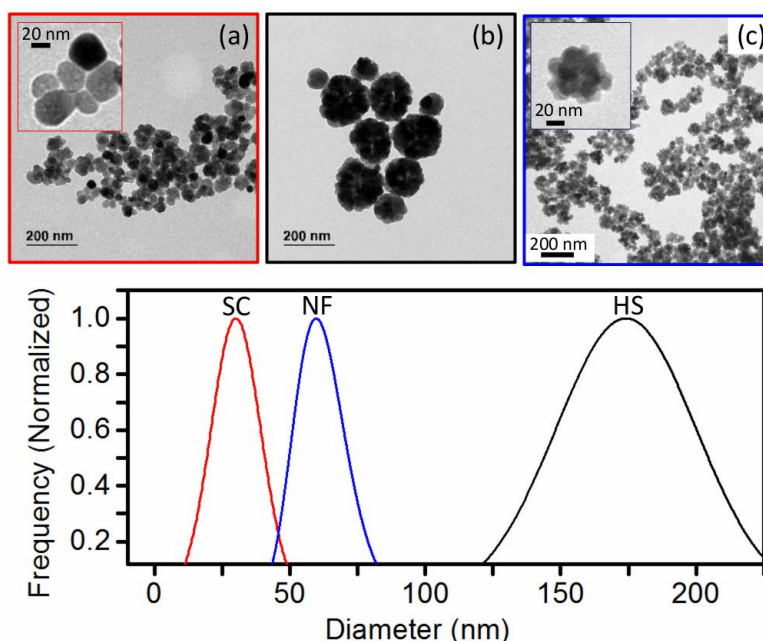 20 nm
(a)
200 nm
(b)
200 nm
20 nm
(c)
200 nm
SC
NF
HS
Frequency (Normalized)
1.0
0.8
0.6
0.4
0.2
0
50
100
150
200
Diameter (nm)